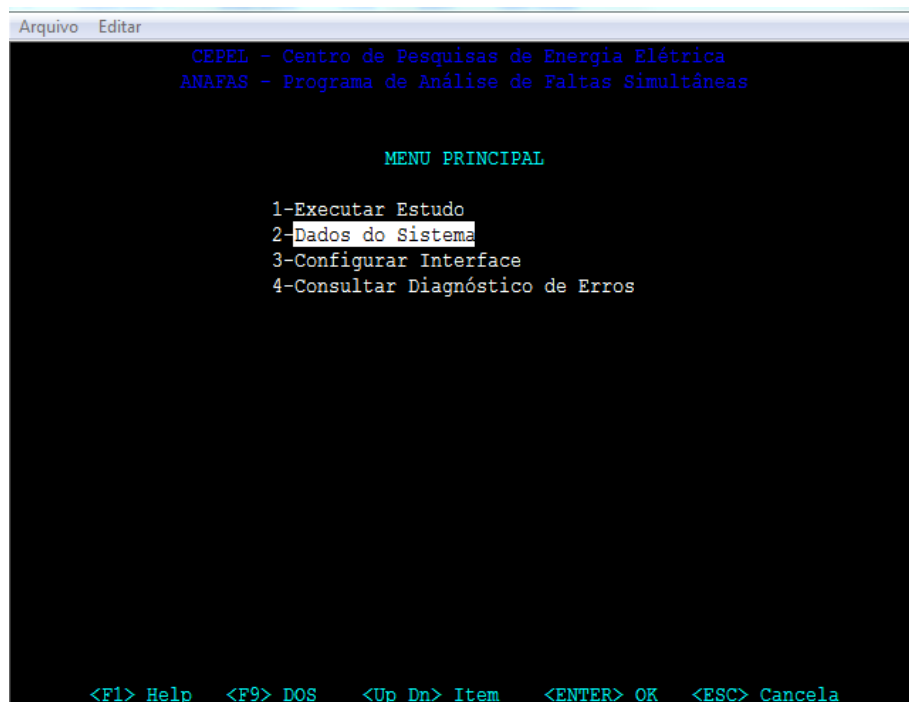 Arquivo Editar
CEPEL - Centro de Pesquisas de Energia Elétrica
ANAFAS - Programa de Análise de Faltas Simultâneas
MENU PRINCIPAL
1-Executar Estudo
2-Dados do Sistema
3-Configurar Interface
4-Consultar Diagnóstico de Erros
<F1> Help <F9> DOS <Up Dn> Item <ENTER> OK <ESC> Cancela